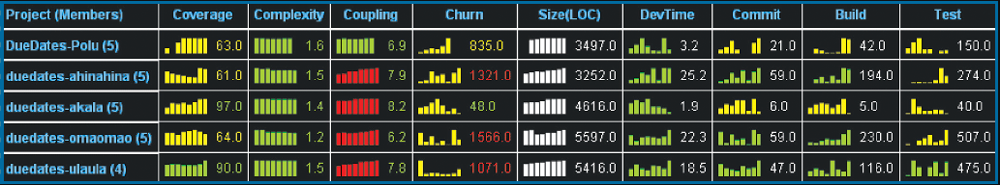 Project (Members) Coverage Complexity Coupling Churn Size(LOC) DevTime Commit Build Test
DueDates-Polu (5) 63.0 1.6 6.9 835.0 3497.0 3.2 21.0 42.0 150.0
duedates-ahinahina (5) 61.0 1.5 7.9 1321.0 3252.0 25.2 59.0 194.0 274.0
duedates-akala (5) 97.0 1.4 8.2 48.0 4616.0 1.9 6.0 5.0 40.0
duedates-omaomao (5) 64.0 1.2 6.2 1566.0 5597.0 22.3 59.0 230.0 507.0
duedates-ulaula (4) 90.0 1.5 7.8 1071.0 5416.0 18.5 47.0 116.0 475.0